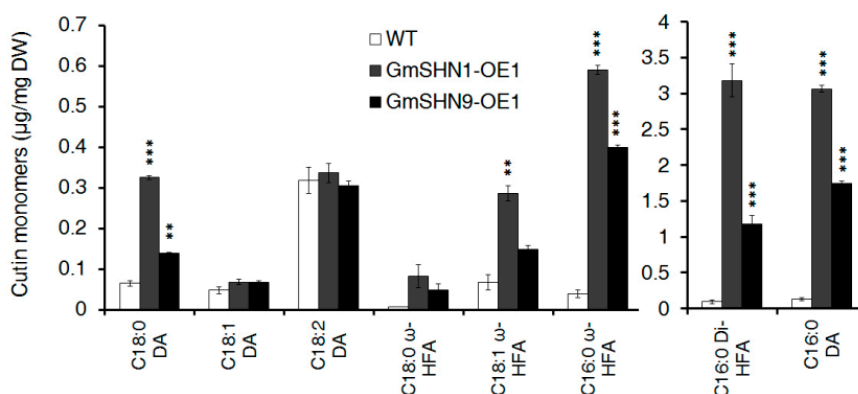 Cutin monomers (µg/mg DW)
0.7
0.6
0.5
0.4
0.3
0.2
0.1
0
WT
GmSHN1-OE1
GmSHN9-OE1
***
**
**
***
***
C18:0
DA
C18:1
DA
C18:2
DA
C18:0 ω-
HFA
C18:1 ω-
HFA
C16:0 ω-
HFA
4
3.5
3
2.5
2
1.5
1
0.5
0
***
***
***
***
C16:0 Di-
HFA
C16:0
DA